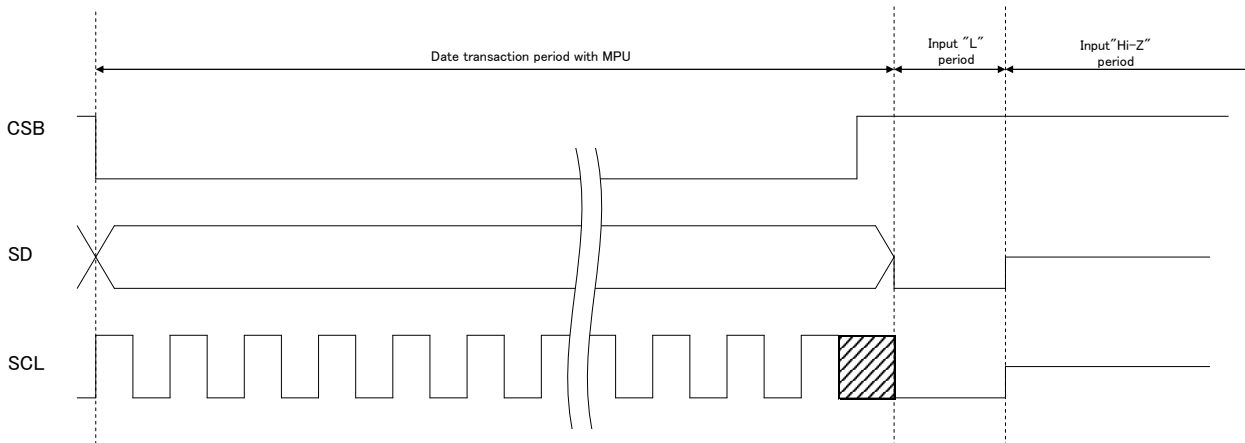 Date transaction period with MPU
Input "L"
period
Input"Hi-Z"
period
CSB
SD
SCL